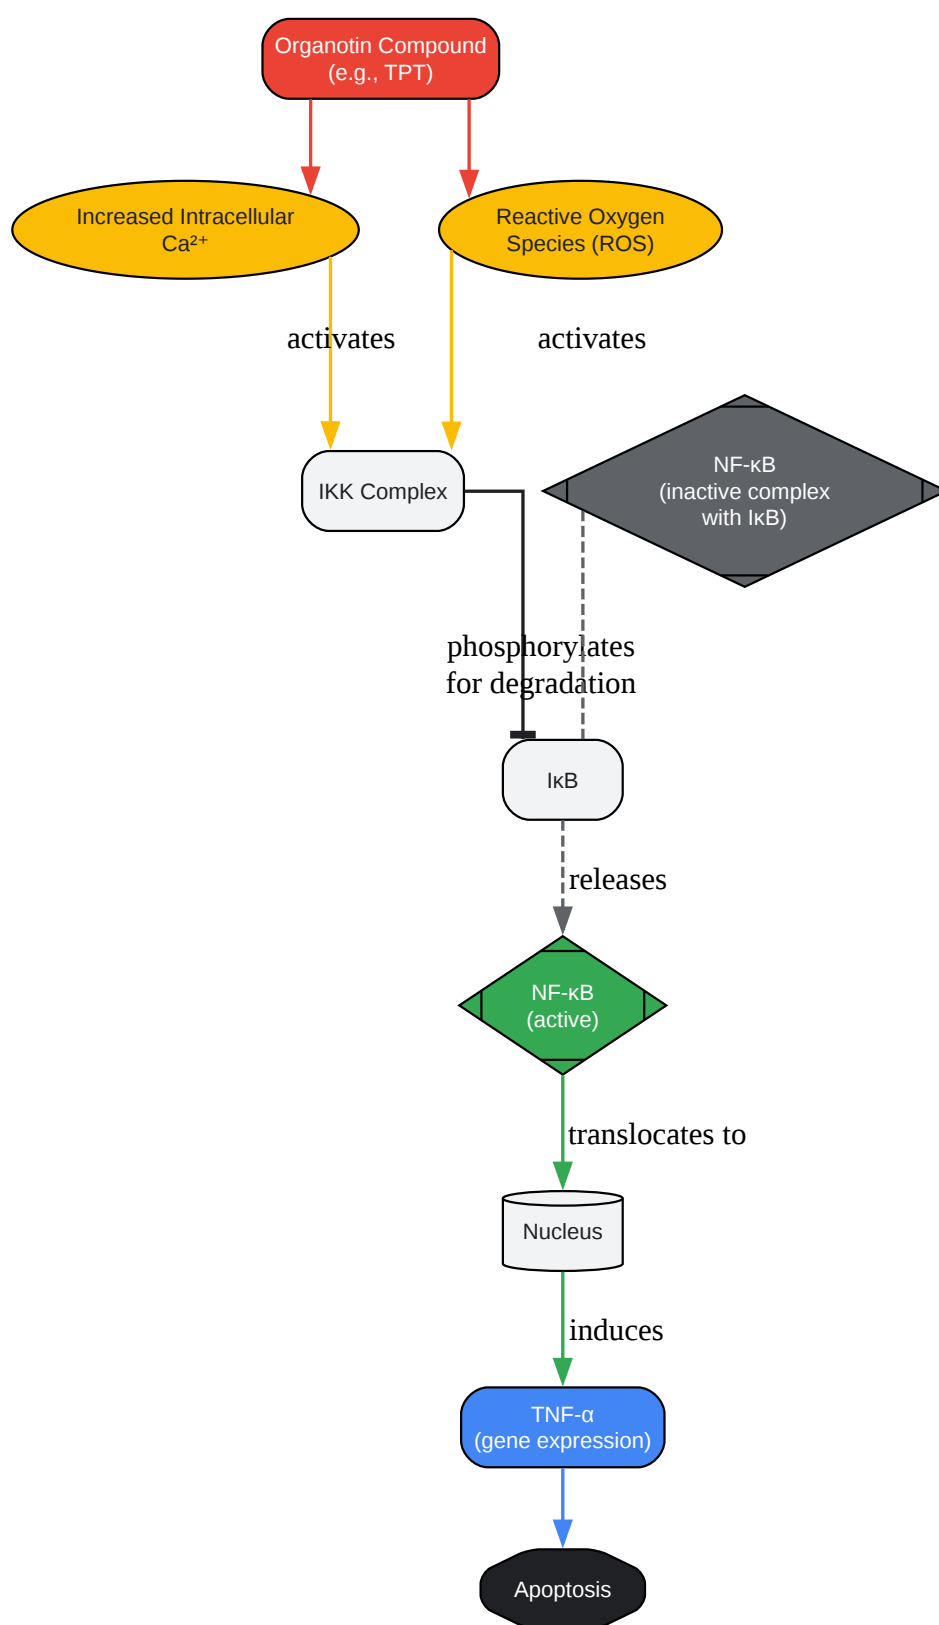 Organotin Compound
(e.g., TPT)
Increased Intracellular
Ca²⁺
Reactive Oxygen
Species (ROS)
activates
activates
IKK Complex
NF-κB
(inactive complex
with IκB)
phosphorylates
for degradation
IκB
releases
NF-κB
(active)
translocates to
Nucleus
induces
TNF-α
(gene expression)
Apoptosis